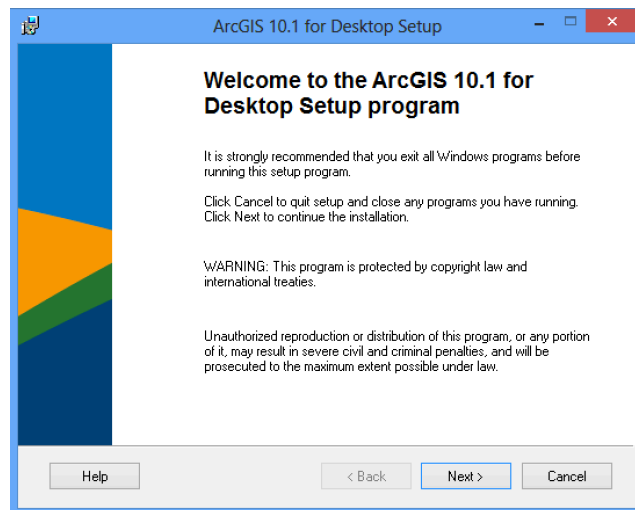 ArcGIS 10.1 for Desktop Setup
Welcome to the ArcGIS 10.1 for
Desktop Setup program
It is strongly recommended that you exit all Windows programs before
running this setup program.
Click Cancel to quit setup and close any programs you have running.
Click Next to continue the installation.
WARNING: This program is protected by copyright law and
international treaties.
Unauthorized reproduction or distribution of this program, or any portion
of it, may result in severe civil and criminal penalties, and will be
prosecuted to the maximum extent possible under law.
Help < Back Next > Cancel